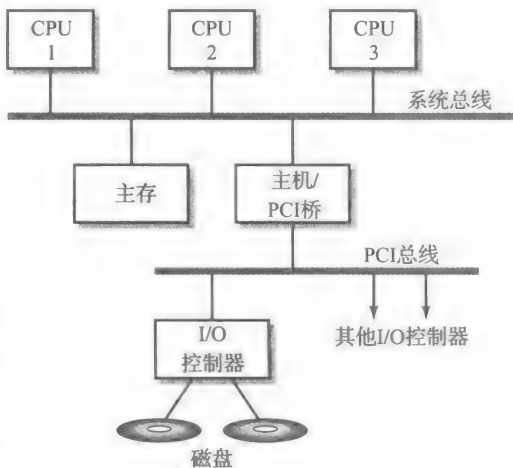 CPU
1
CPU
2
CPU
3
系统总线
主存
主机/
PCI桥
PCI总线
I/O
控制器
其他I/O控制器
磁盘